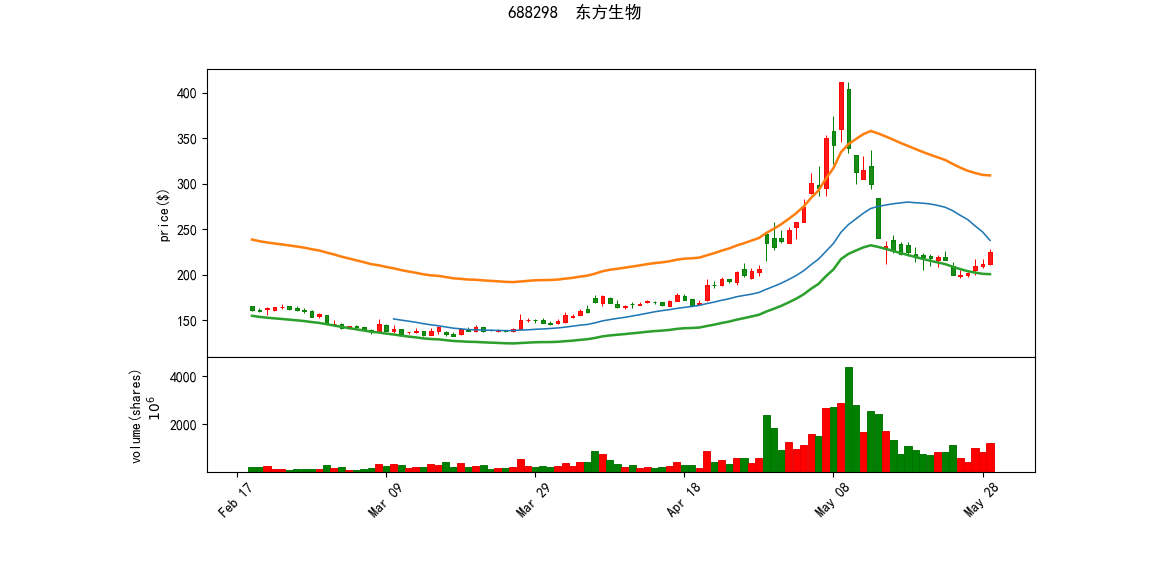 688298 东方生物
400
350
300
250
200
150
price($)
4000
2000
volume(shares)
10^6
Feb 17
Mar 09
Mar 29
Apr 18
May 08
May 28